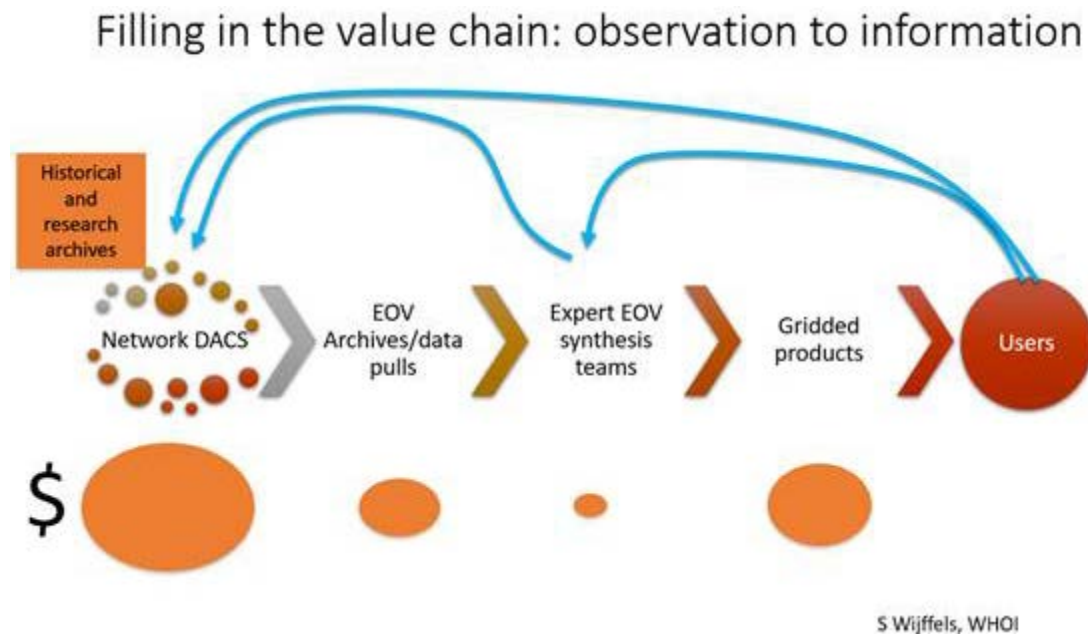 Filling in the value chain: observation to information
Historical
and
research
archives
Network DACS
EOV
Archives/data
pulls
Expert EOV
synthesis
teams
Gridded
products
Users
$
S Wijffels, WHOI